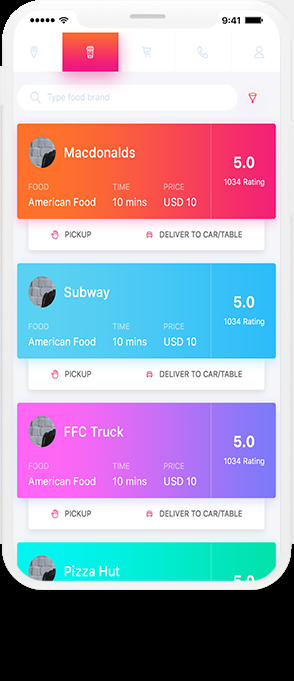 9:41
Type food brand
Macdonalds
5.0
1034 Rating
FOOD TIME PRICE
American Food 10 mins USD 10
PICKUP DELIVER TO CAR/TABLE
Subway
5.0
1034 Rating
FOOD TIME PRICE
American Food 10 mins USD 10
PICKUP DELIVER TO CAR/TABLE
FFC Truck
5.0
1034 Rating
FOOD TIME PRICE
American Food 10 mins USD 10
PICKUP DELIVER TO CAR/TABLE
Pizza Hut
5.0